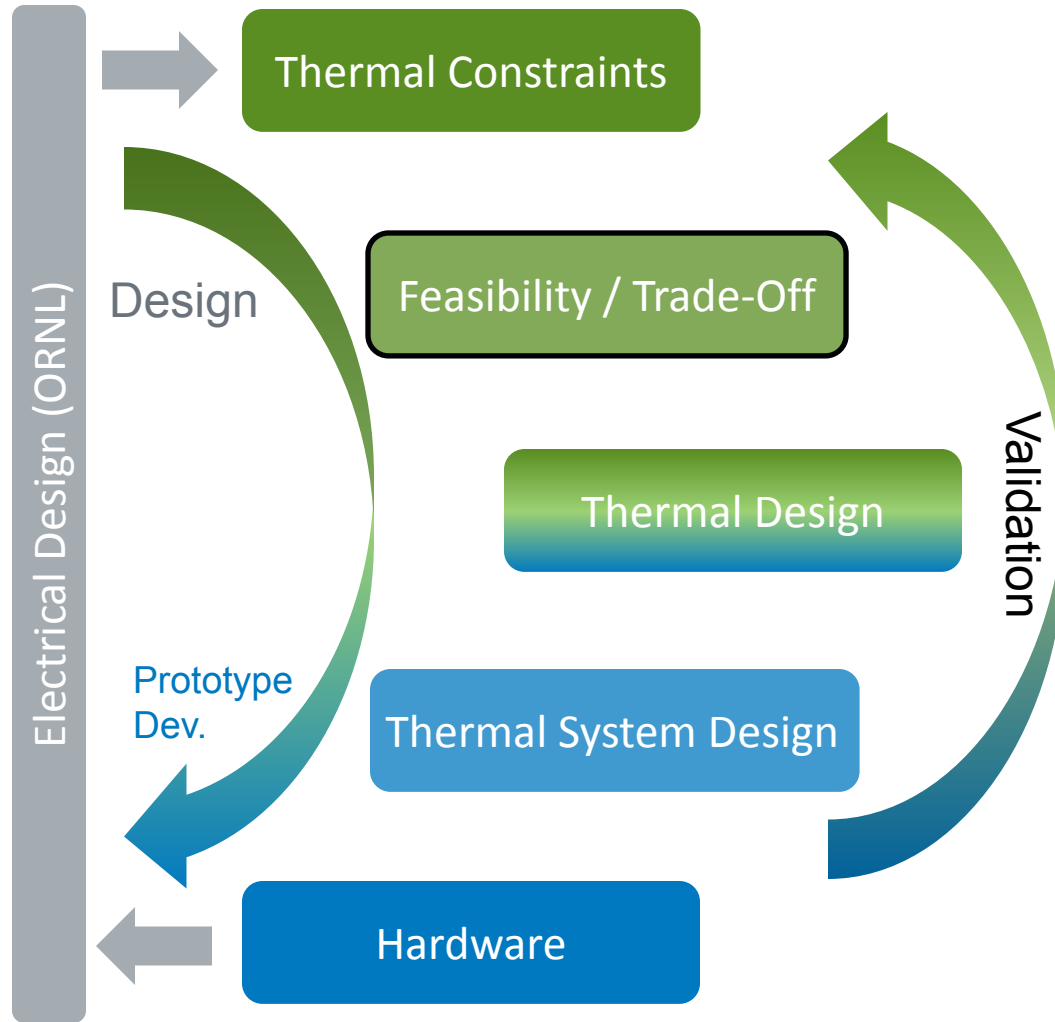 Electrical Design (ORNL)
Thermal Constraints
Design
Feasibility / Trade-Off
Thermal Design
Validation
Prototype
Dev.
Thermal System Design
Hardware